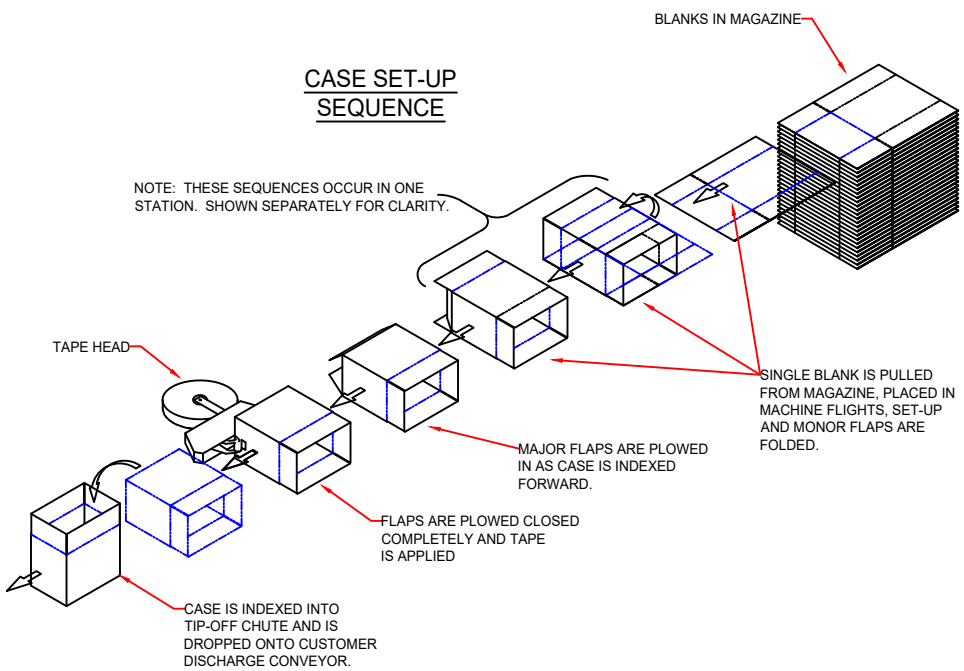 BLANKS IN MAGAZINE
CASE SET-UP
SEQUENCE
NOTE: THESE SEQUENCES OCCUR IN ONE
STATION. SHOWN SEPARATELY FOR CLARITY.
TAPE HEAD
SINGLE BLANK IS PULLED
FROM MAGAZINE, PLACED IN
MACHINE FLIGHTS, SET-UP
AND MONOR FLAPS ARE
FOLDED.
MAJOR FLAPS ARE PLOWED
IN AS CASE IS INDEXED
FORWARD.
FLAPS ARE PLOWED CLOSED
COMPLETELY AND TAPE
IS APPLIED
CASE IS INDEXED INTO
TIP-OFF CHUTE AND IS
DROPPED ONTO CUSTOMER
DISCHARGE CONVEYOR.